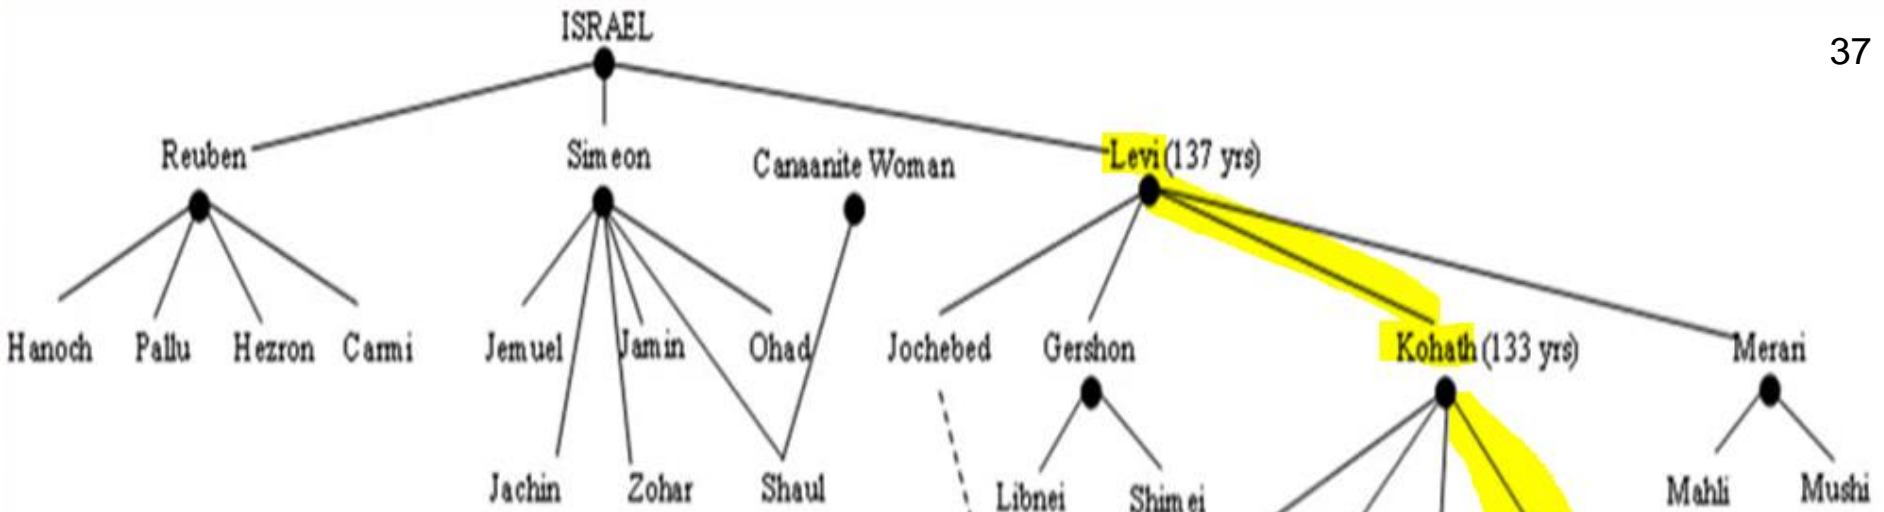 ISRAEL
37
Reuben
Simeon
Canaanite Woman
Levi (137 yrs)
Hanoch
Pallu
Hezron
Carmi
Jemuel
Jamin
Ohad
Jochebed
Gershon
Kohath (133 yrs)
Merari
Jachin
Zohar
Shaul
Libnei
Shimei
Mahli
Mushi